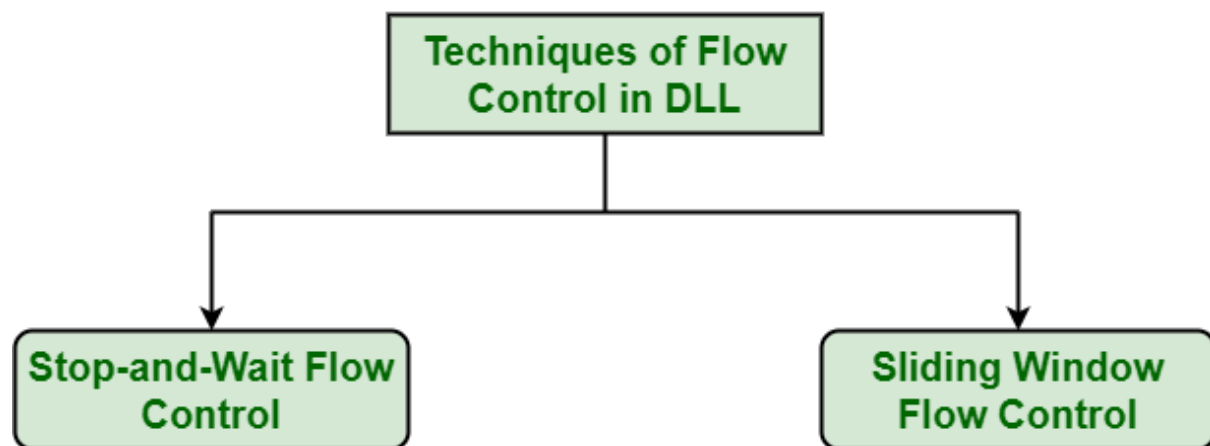 Techniques of Flow
Control in DLL
Stop-and-Wait Flow
Control
Sliding Window
Flow Control